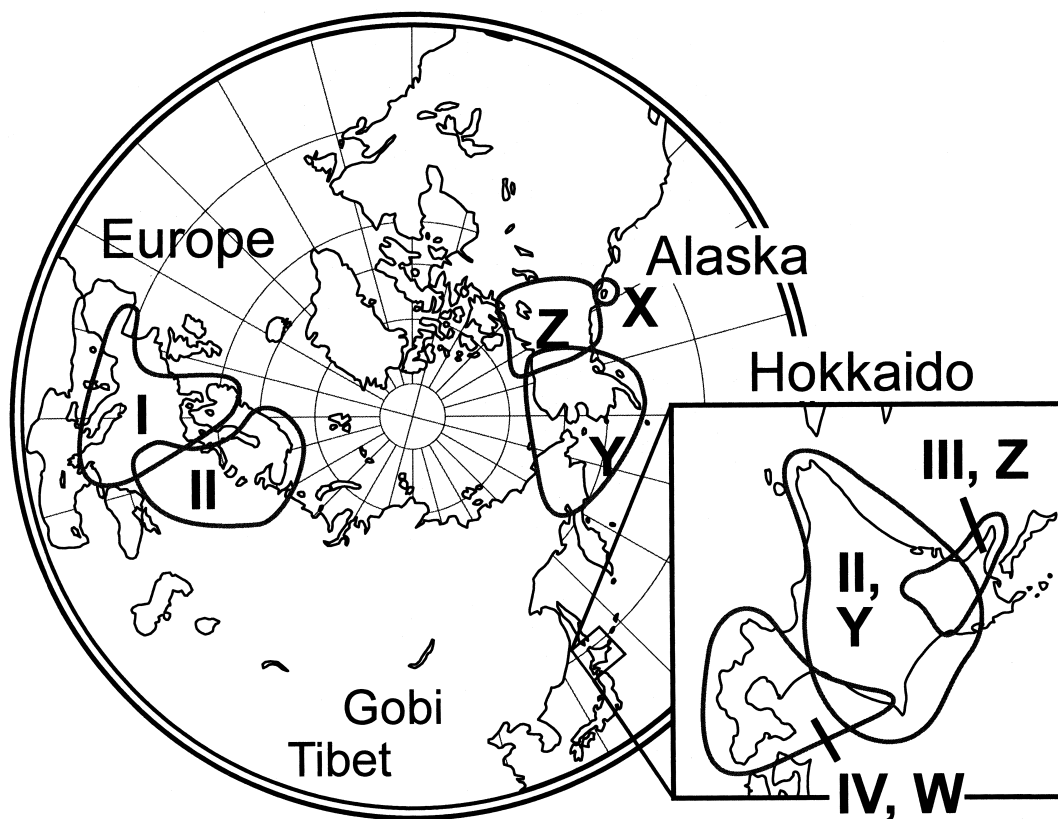 Europe
Alaska
X
Z
Hokkaido
I
Y
II
III, Z
II,
Y
Gobi
Tibet
IV, W